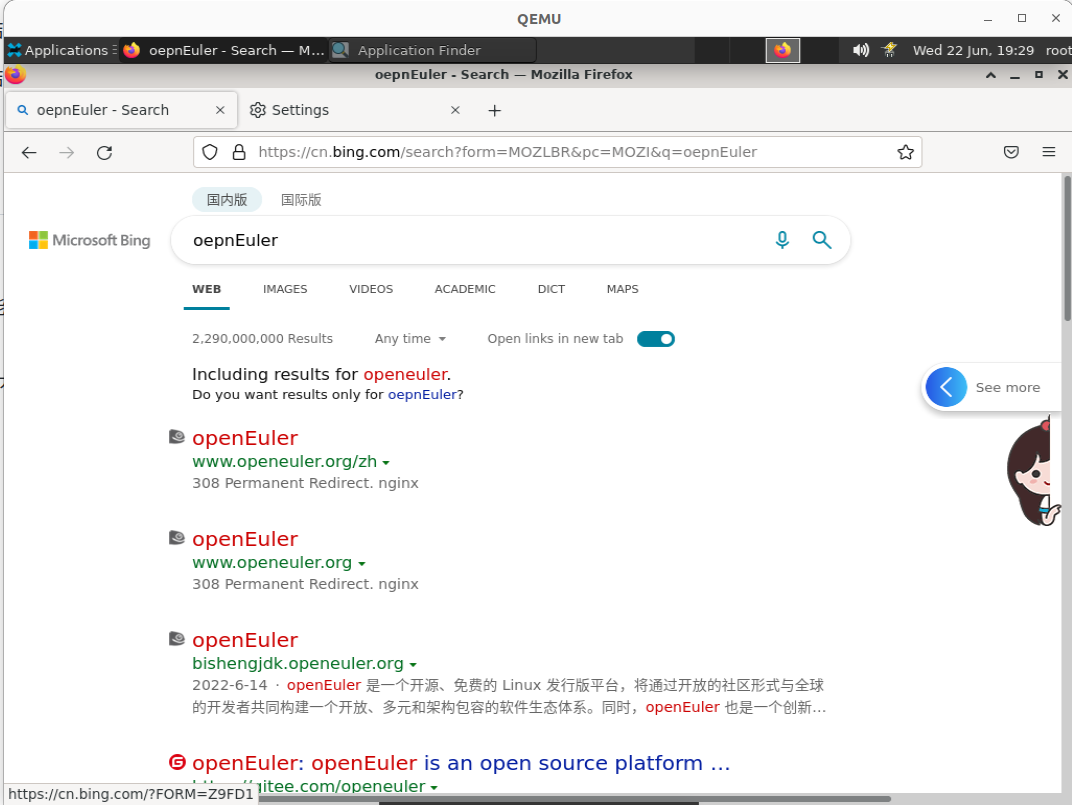 QEMU
Applications oepnEuler - Search — M... Application Finder Wed 22 Jun, 19:29 root
oepnEuler - Search — Mozilla Firefox
oepnEuler - Search Settings
https://cn.bing.com/search?form=MOZLBR&pc=MOZI&q=oepnEuler
国内版 国际版
Microsoft Bing oepnEuler
WEB IMAGES VIDEOS ACADEMIC DICT MAPS
2,290,000,000 Results Any time Open links in new tab
Including results for openeuler.
Do you want results only for oepnEuler?
See more
openEuler
www.openeuler.org/zh
308 Permanent Redirect. nginx
openEuler
www.openeuler.org
308 Permanent Redirect. nginx
openEuler
bishengjdk.openeuler.org
2022-6-14 · openEuler 是一个开源、免费的 Linux 发行版平台，将通过开放的社区形式与全球
的开发者共同构建一个开放、多元和架构包容的软件生态体系。同时，openEuler 也是一个创新…
openEuler: openEuler is an open source platform ...
https://gitee.com/openeuler
https://cn.bing.com/?FORM=Z9FD1